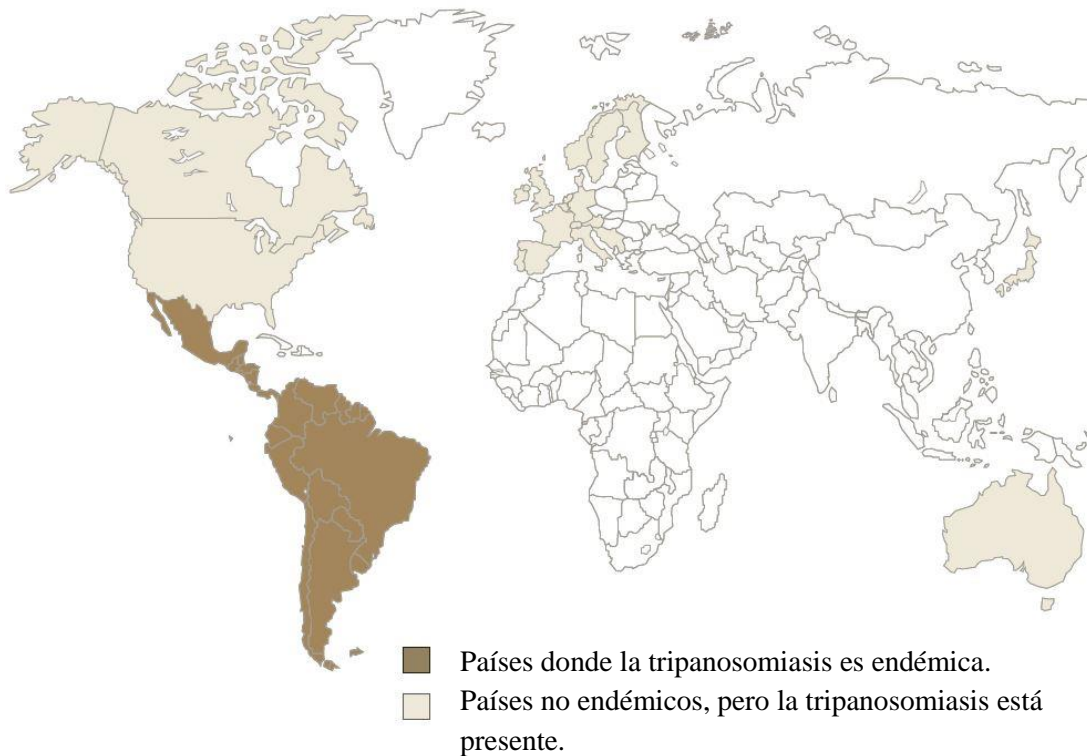 Países donde la tripanosomiasis es endémica.
Países no endémicos, pero la tripanosomiasis está
presente.